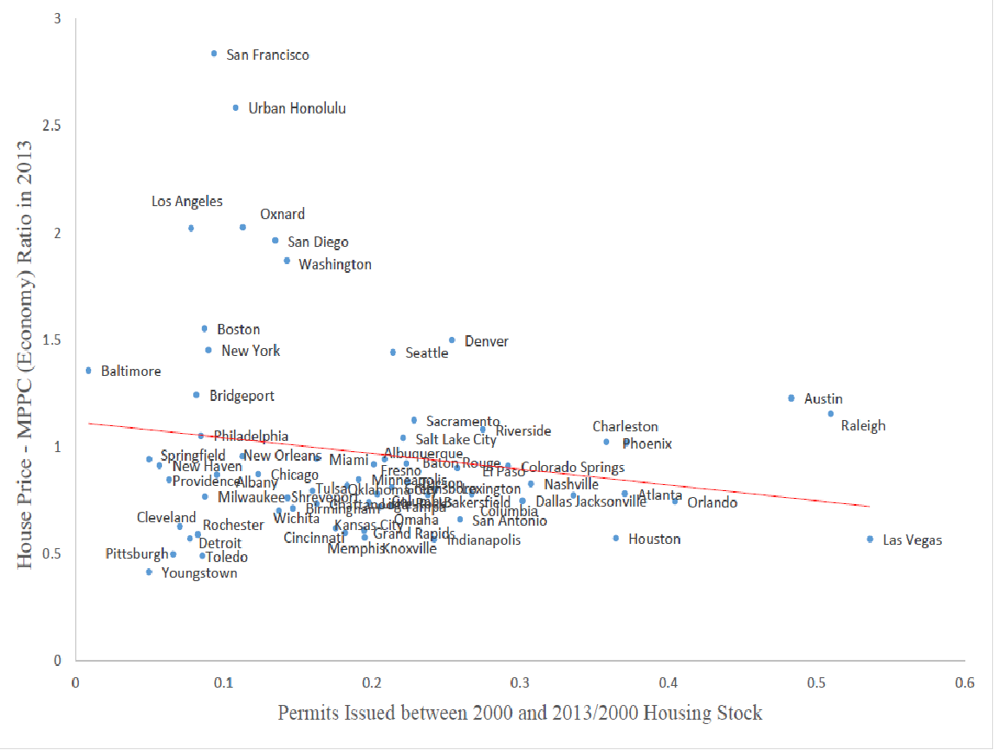 House Price - MPPC (Economy) Ratio in 2013
3
San Francisco
Urban Honolulu
2.5
Los Angeles
Oxnard
2
San Diego
Washington
Boston
1.5
Denver
New York
Seattle
Baltimore
Bridgeport
Austin
Sacramento
Raleigh
Charleston
Riverside
Philadelphia
Salt Lake City
Phoenix
1
Albuquerque
Springfield
New Orleans
Miami
Baton Rouge
New Haven
Colorado Springs
Fresno
El Paso
Chicago
Providence
Albany
Minneapolis
Tucson
Nashville
Tulsa
Oklahoma City
Greensboro
Lexington
Milwaukee
Shreveport
Atlanta
Bakersfield
Dallas
Jacksonville
Orlando
Birmingham
Tampa
Columbia
Cleveland
Wichita
Omaha
San Antonio
Rochester
Kansas City
Grand Rapids
Cincinnati
Indianapolis
Houston
Las Vegas
Detroit
Memphis
Knoxville
Pittsburgh
0.5
Toledo
Youngstown
0
0
0.1
0.2
0.3
0.4
0.5
0.6
Permits Issued between 2000 and 2013/2000 Housing Stock